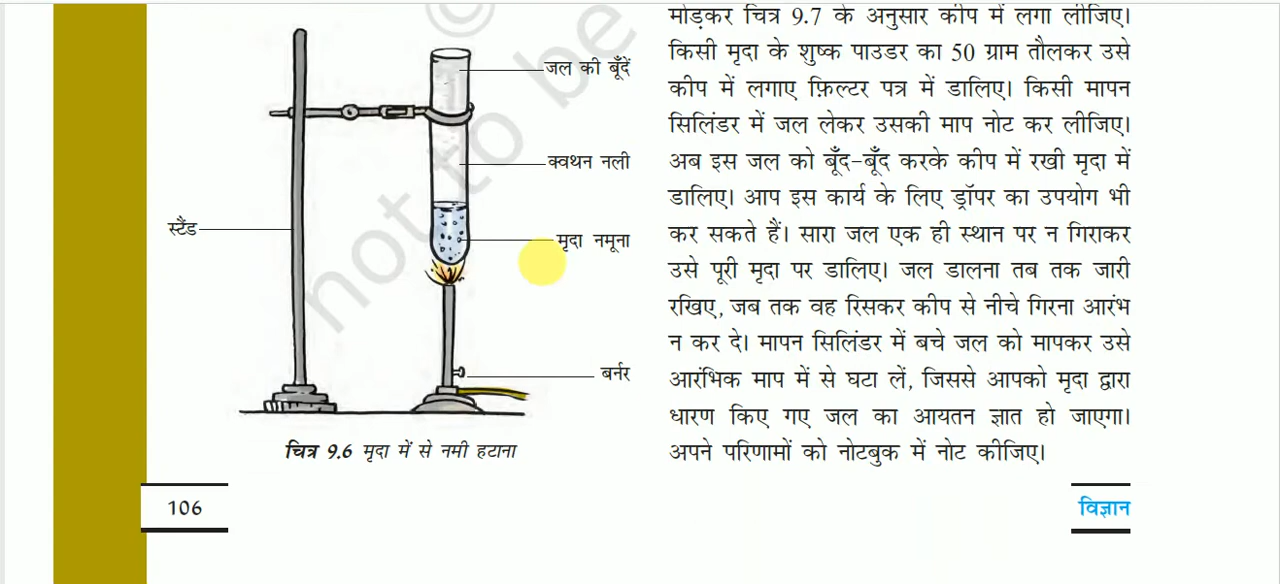 जल की बूँदें
क्वथन नली
स्टैंड
मृदा नमूना
बर्नर
चित्र 9.6 मृदा में से नमी हटाना
106
मोड़कर चित्र 9.7 के अनुसार कीप में लगा लीजिए।
किसी मृदा के शुष्क पाउडर का 50 ग्राम तौलकर उसे
कीप में लगाए फ़िल्टर पत्र में डालिए। किसी मापन
सिलिंडर में जल लेकर उसकी माप नोट कर लीजिए।
अब इस जल को बूँद-बूँद करके कीप में रखी मृदा में
डालिए। आप इस कार्य के लिए ड्रॉपर का उपयोग भी
कर सकते हैं। सारा जल एक ही स्थान पर न गिराकर
उसे पूरी मृदा पर डालिए। जल डालना तब तक जारी
रखिए, जब तक वह रिसकर कीप से नीचे गिरना आरंभ
न कर दे। मापन सिलिंडर में बचे जल को मापकर उसे
आरंभिक माप में से घटा लें, जिससे आपको मृदा द्वारा
धारण किए गए जल का आयतन ज्ञात हो जाएगा।
अपने परिणामों को नोटबुक में नोट कीजिए।
विज्ञान
© not to be